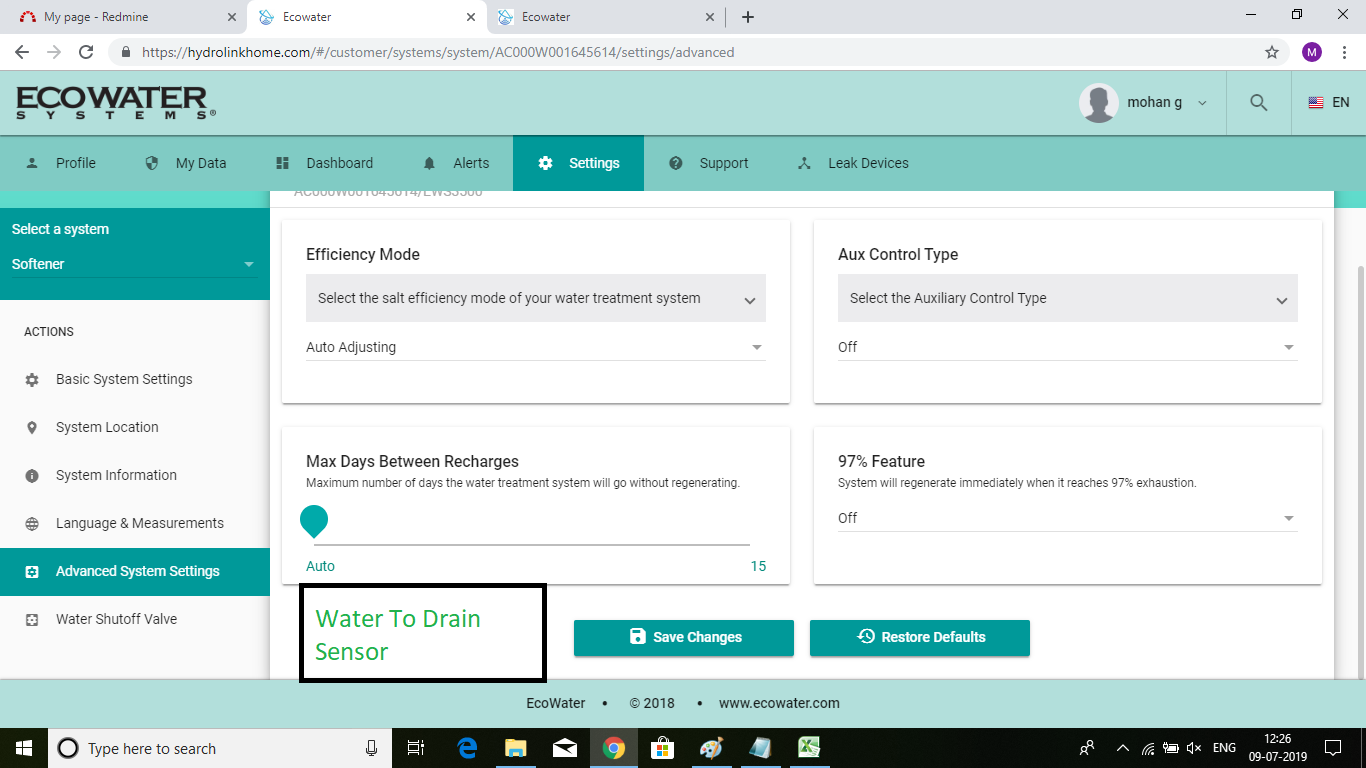 My page - Redmine
Ecowater
Ecowater
https://hydrolinkhome.com/#/customer/systems/system/AC000W001645614/settings/advanced
M
ECOWATER
SYSTEMS®
mohan g
EN
Profile
My Data
Dashboard
Alerts
Settings
Support
Leak Devices
AC000W001645614/EWS3500
Select a system
Softener
ACTIONS
Basic System Settings
System Location
System Information
Language & Measurements
Advanced System Settings
Water Shutoff Valve
Efficiency Mode
Select the salt efficiency mode of your water treatment system
Auto Adjusting
Aux Control Type
Select the Auxiliary Control Type
Off
Max Days Between Recharges
Maximum number of days the water treatment system will go without regenerating.
Auto
15
97% Feature
System will regenerate immediately when it reaches 97% exhaustion.
Off
Water To Drain
Sensor
Save Changes
Restore Defaults
EcoWater • © 2018 • www.ecowater.com
Type here to search
ENG
12:26
09-07-2019